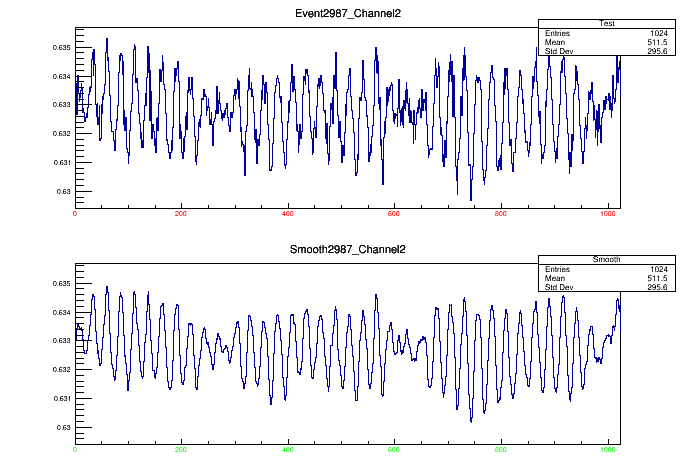 Event2987_Channel2
Test
Entries 1024
Mean 511.5
Std Dev 295.6
0.635
0.634
0.633
0.632
0.631
0.63
0 200 400 600 800 1000
Smooth2987_Channel2
Smooth
Entries 1024
Mean 511.5
Std Dev 295.6
0.635
0.634
0.633
0.632
0.631
0.63
0 200 400 600 800 1000